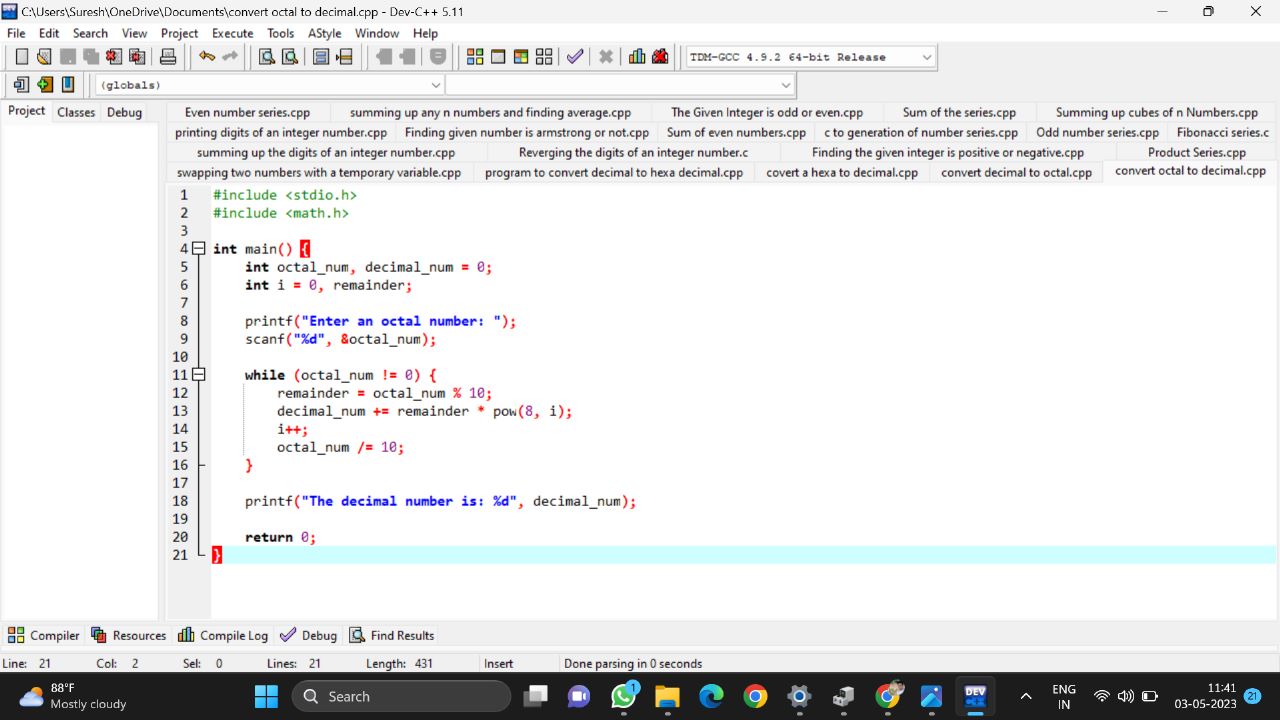 C:\Users\Suresh\OneDrive\Documents\convert octal to decimal.cpp - Dev-C++ 5.11
File Edit Search View Project Execute Tools AStyle Window Help
TDM-GCC 4.9.2 64-bit Release
(globals)
Project Classes Debug
Even number series.cpp summing up any n numbers and finding average.cpp The Given Integer is odd or even.cpp Sum of the series.cpp Summing up cubes of n Numbers.cpp
printing digits of an integer number.cpp Finding given number is armstrong or not.cpp Sum of even numbers.cpp c to generation of number series.cpp Odd number series.cpp Fibonacci series.c
summing up the digits of an integer number.cpp Reverging the digits of an integer number.c Finding the given integer is positive or negative.cpp Product Series.cpp
swapping two numbers with a temporary variable.cpp program to convert decimal to hexa decimal.cpp covert a hexa to decimal.cpp convert decimal to octal.cpp convert octal to decimal.cpp
1 #include <stdio.h>
2 #include <math.h>
3
4 int main() {
5 int octal_num, decimal_num = 0;
6 int i = 0, remainder;
7
8 printf("Enter an octal number: ");
9 scanf("%d", &octal_num);
10
11 while (octal_num != 0) {
12 remainder = octal_num % 10;
13 decimal_num += remainder * pow(8, i);
14 i++;
15 octal_num /= 10;
16 }
17
18 printf("The decimal number is: %d", decimal_num);
19
20 return 0;
21 }
Compiler Resources Compile Log Debug Find Results
Line: 21 Col: 2 Sel: 0 Lines: 21 Length: 431 Insert Done parsing in 0 seconds
88°F
Mostly cloudy
Search
1
DEV
C++
ENG
IN
11:41
03-05-2023
21